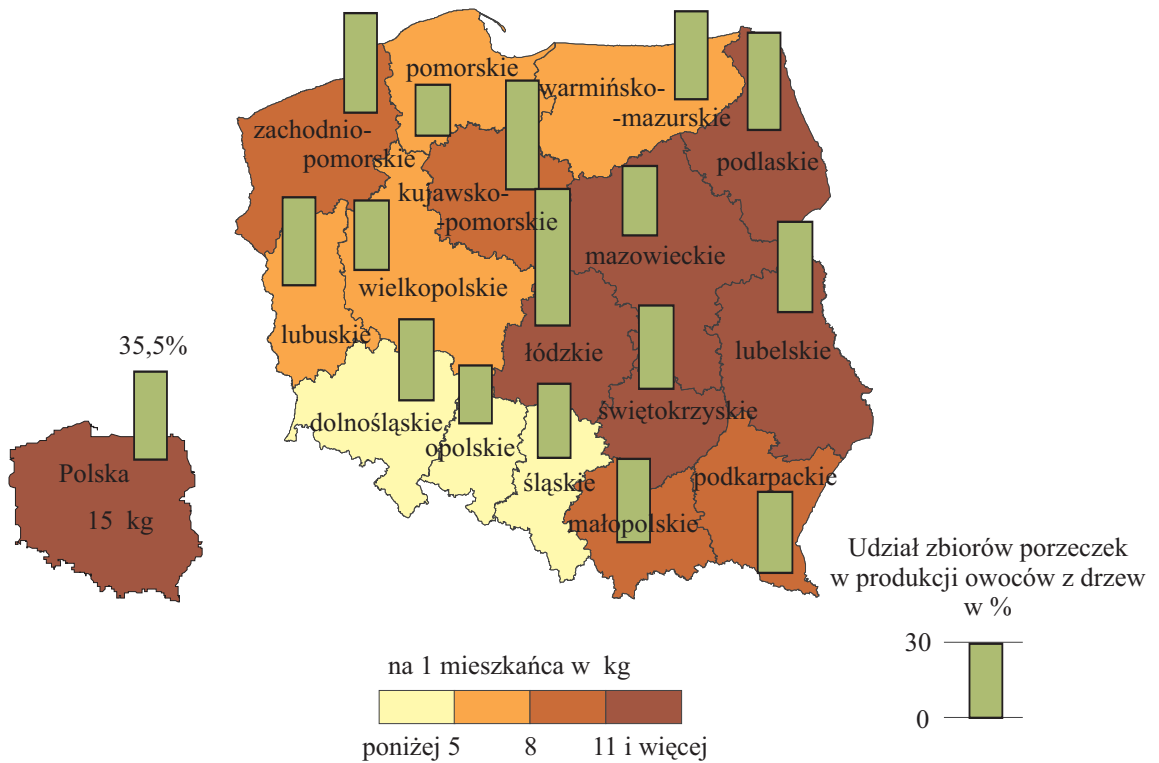 pomorskie
warmińsko-
-mazurskie
zachodnio-
pomorskie
podlaskie
kujawsko-
-pomorskie
mazowieckie
wielkopolskie
lubuskie
łódzkie
lubelskie
35,5%
dolnośląskie
opolskie
świętokrzyskie
śląskie
podkarpackie
małopolskie
Polska
15 kg
Udział zbiorów porzeczek
w produkcji owoców z drzew
w %
30
0
na 1 mieszkańca w kg
poniżej 5 8 11 i więcej